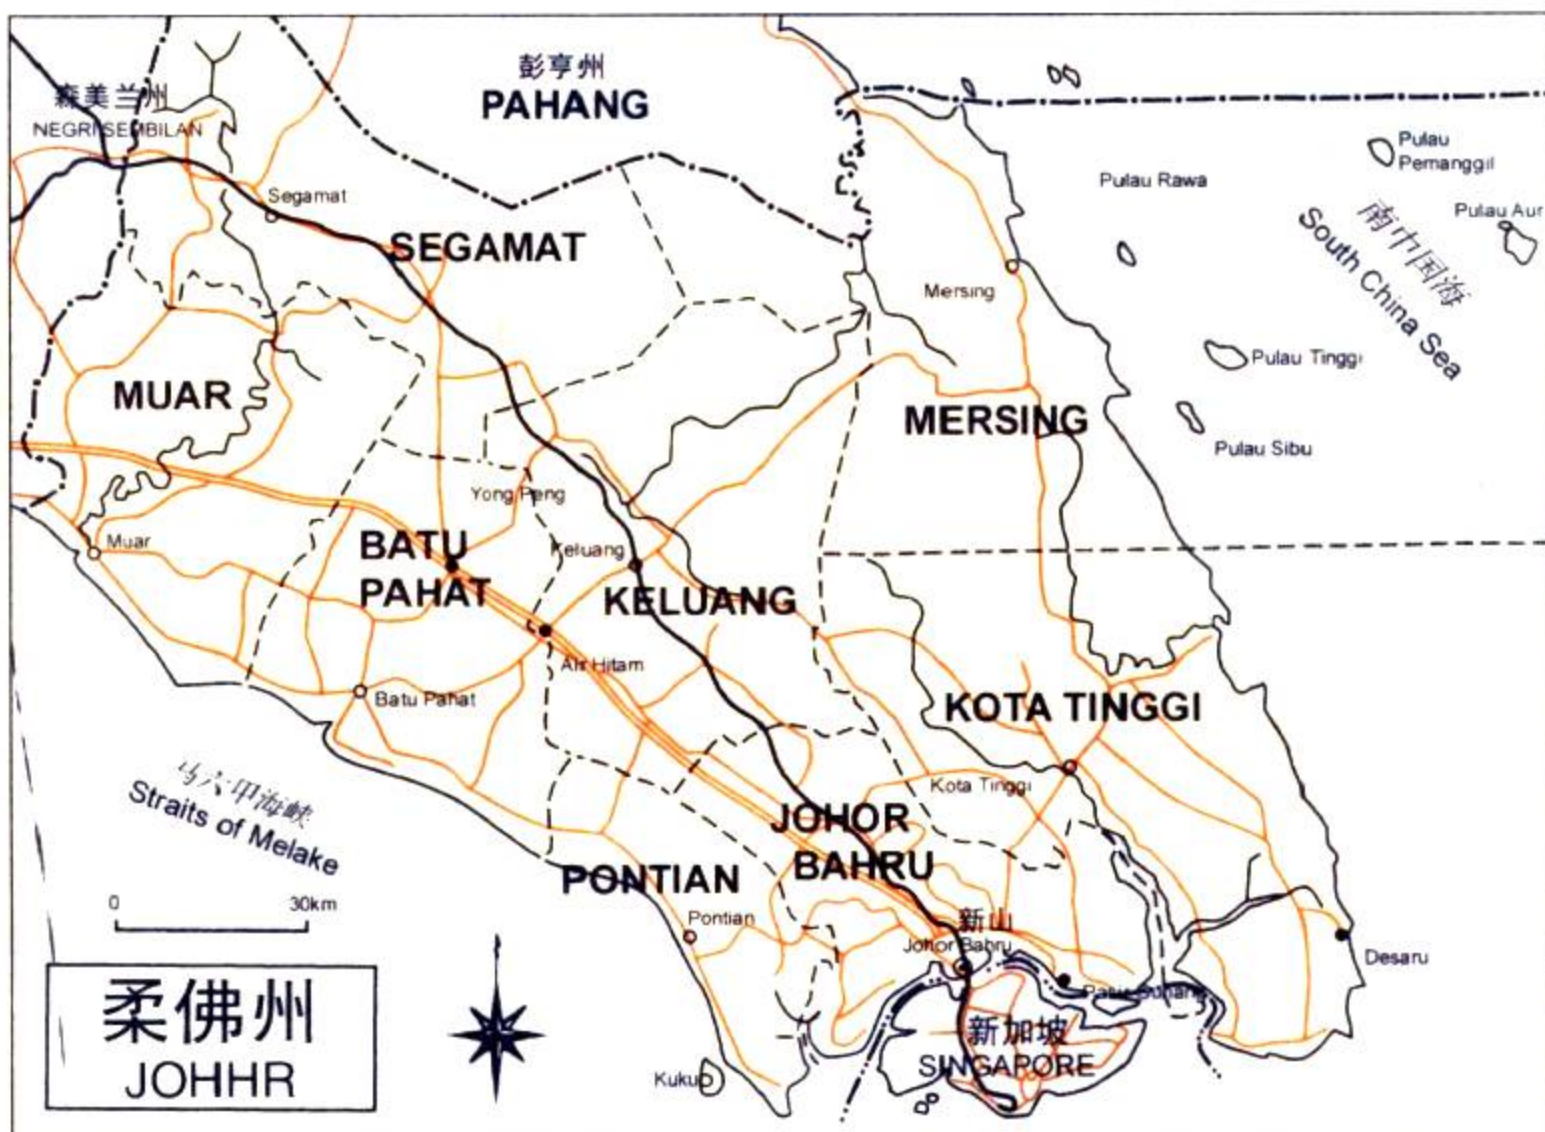 彭亨州
PAHANG
森美兰州
NEGRI SEMBILAN
Pulau
Pemanggil
Pulau Rawa
Pulau Aur
Segamat
SEGAMAT
南中国海
South China Sea
Mersing
Pulau Tinggi
MUAR
MERSING
Pulau Sibu
Yong Peng
Muar
BATU
PAHAT
Keluang
KELUANG
Air Hitam
Batu Pahat
KOTA TINGGI
Kota Tinggi
马六甲海峡
Straits of Melake
JOHOR
BAHRU
PONTIAN
0 30km
Pontian
新山
Johor Bahru
Desaru
柔佛州
JOHHR
新加坡
SINGAPORE
Kukup